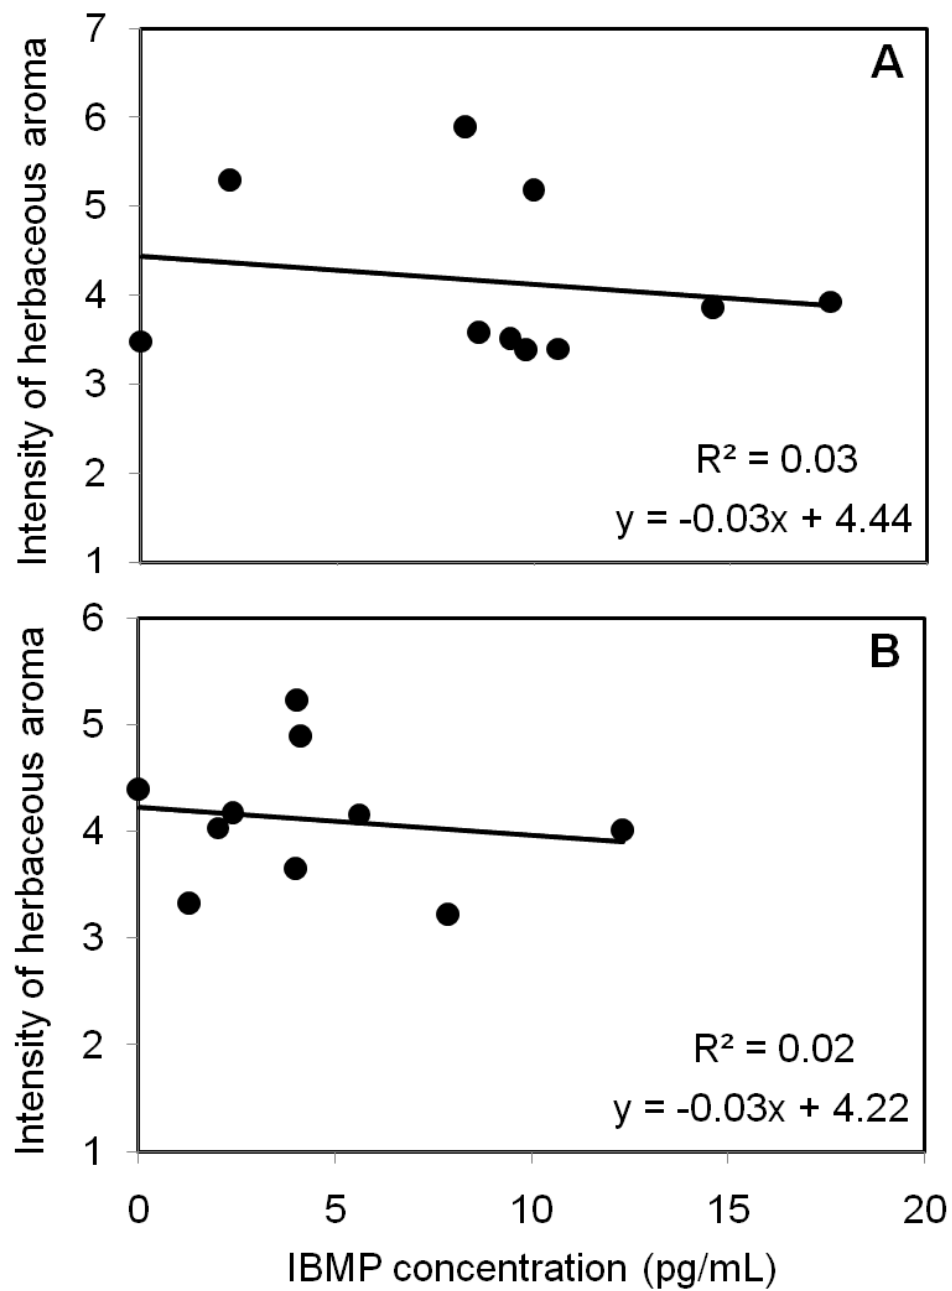 Intensity of herbaceous aroma
7
6
5
4
3
2
1
A
R² = 0.03
y = -0.03x + 4.44
Intensity of herbaceous aroma
6
5
4
3
2
1
B
R² = 0.02
y = -0.03x + 4.22
0 5 10 15 20
IBMP concentration (pg/mL)